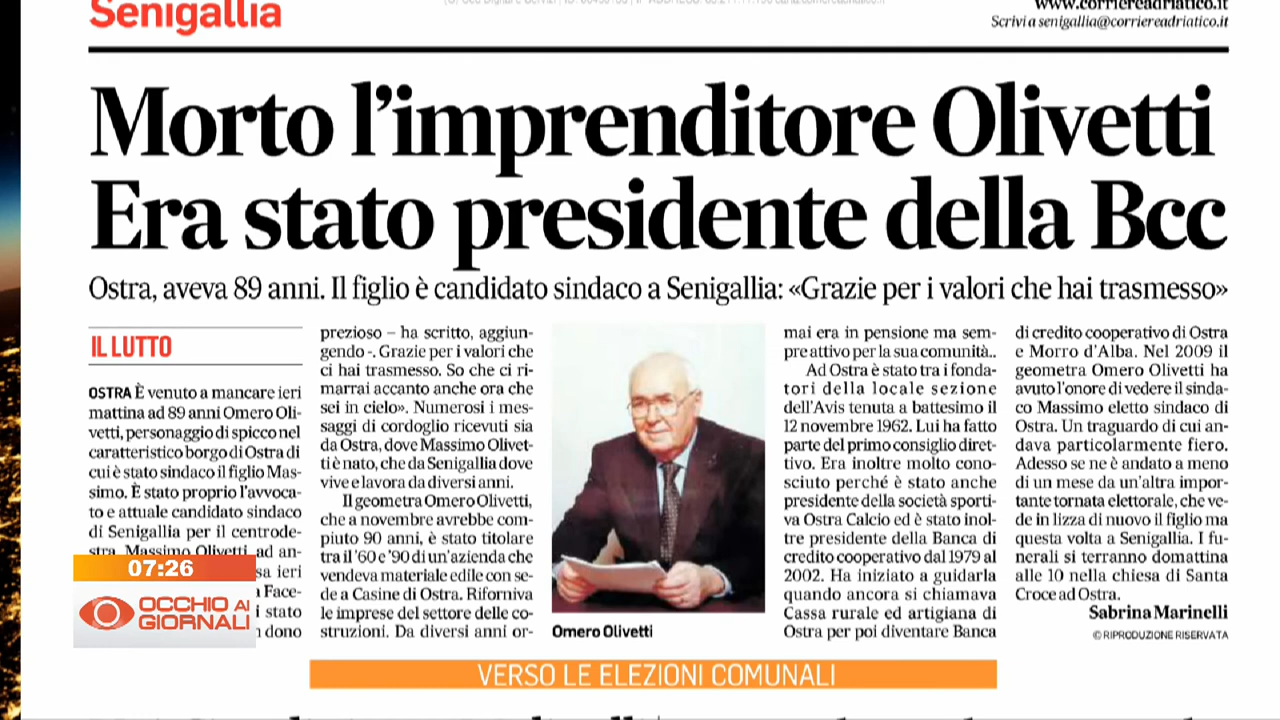 Senigallia
www.corriereadriatico.it
Scrivi a senigallia@corriereadriatico.it
Morto l'imprenditore Olivetti
Era stato presidente della Bcc
Ostra, aveva 89 anni. Il figlio è candidato sindaco a Senigallia: «Grazie per i valori che hai trasmesso»
IL LUTTO
OSTRA È venuto a mancare ieri
mattina ad 89 anni Omero Oli-
vetti, personaggio di spicco nel
caratteristico borgo di Ostra di
cui è stato sindaco il figlio Mas-
simo. È stato proprio l'avvoca-
to e attuale candidato sindaco
di Senigallia per il centrode-
stra, Massimo Olivetti, ad an-
ieri
Face-
i stato
dono
prezioso – ha scritto, aggiun-
gendo -. Grazie per i valori che
ci hai trasmesso. So che ci ri-
marrai accanto anche ora che
sei in cielo». Numerosi i mes-
saggi di cordoglio ricevuti sia
da Ostra, dove Massimo Olivet-
ti è nato, che da Senigallia dove
vive e lavora da diversi anni.
Il geometra Omero Olivetti,
che a novembre avrebbe com-
piuto 90 anni, è stato titolare
tra il '60 e '90 di un'azienda che
vendeva materiale edile con se-
de a Casine di Ostra. Riforniva
le imprese del settore delle co-
struzioni. Da diversi anni or-
Omero Olivetti
mai era in pensione ma sem-
pre attivo per la sua comunità..
Ad Ostra è stato tra i fonda-
tori della locale sezione
dell'Avis tenuta a battesimo il
12 novembre 1962. Lui ha fatto
parte del primo consiglio diret-
tivo. Era inoltre molto cono-
sciuto perché è stato anche
presidente della società sporti-
va Ostra Calcio ed è stato inol-
tre presidente della Banca di
credito cooperativo dal 1979 al
2002. Ha iniziato a guidarla
quando ancora si chiamava
Cassa rurale ed artigiana di
Ostra per poi diventare Banca
di credito cooperativo di Ostra
e Morro d'Alba. Nel 2009 il
geometra Omero Olivetti ha
avuto l'onore di vedere il sinda-
co Massimo eletto sindaco di
Ostra. Un traguardo di cui an-
dava particolarmente fiero.
Adesso se ne è andato a meno
di un mese da un'altra impor-
tante tornata elettorale, che ve-
de in lizza di nuovo il figlio ma
questa volta a Senigallia. I fu-
nerali si terranno domattina
alle 10 nella chiesa di Santa
Croce ad Ostra.
Sabrina Marinelli
© RIPRODUZIONE RISERVATA
07:26
OCCHIO AI
GIORNALI
VERSO LE ELEZIONI COMUNALI